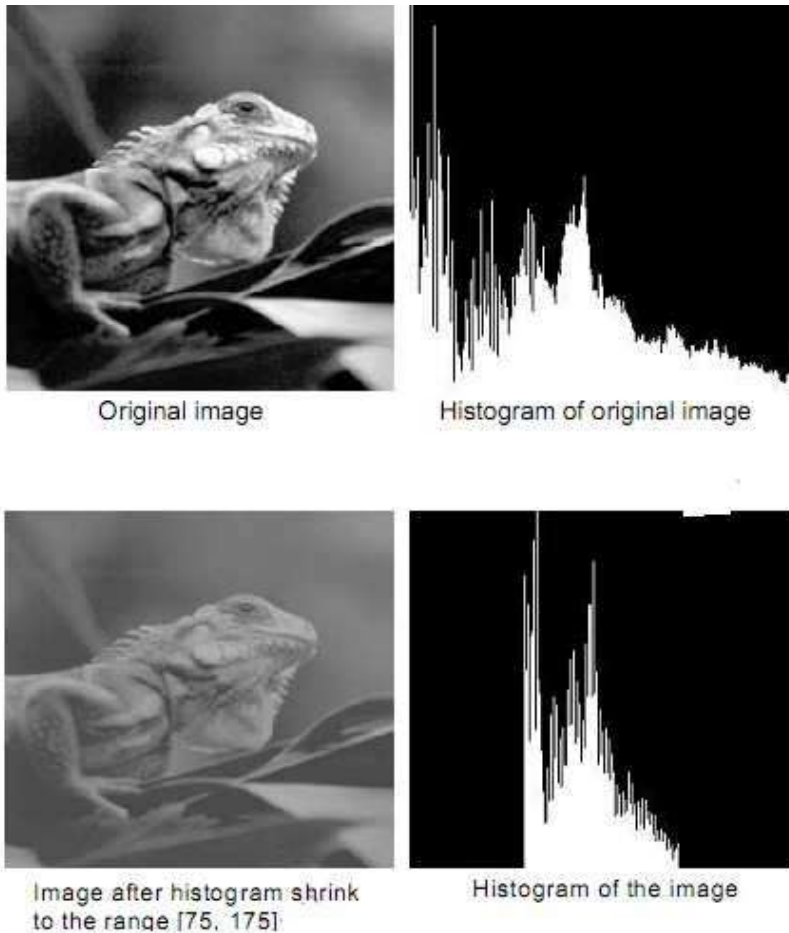 Original image
Histogram of original image
Image after histogram shrink
to the range [75, 175]
Histogram of the image